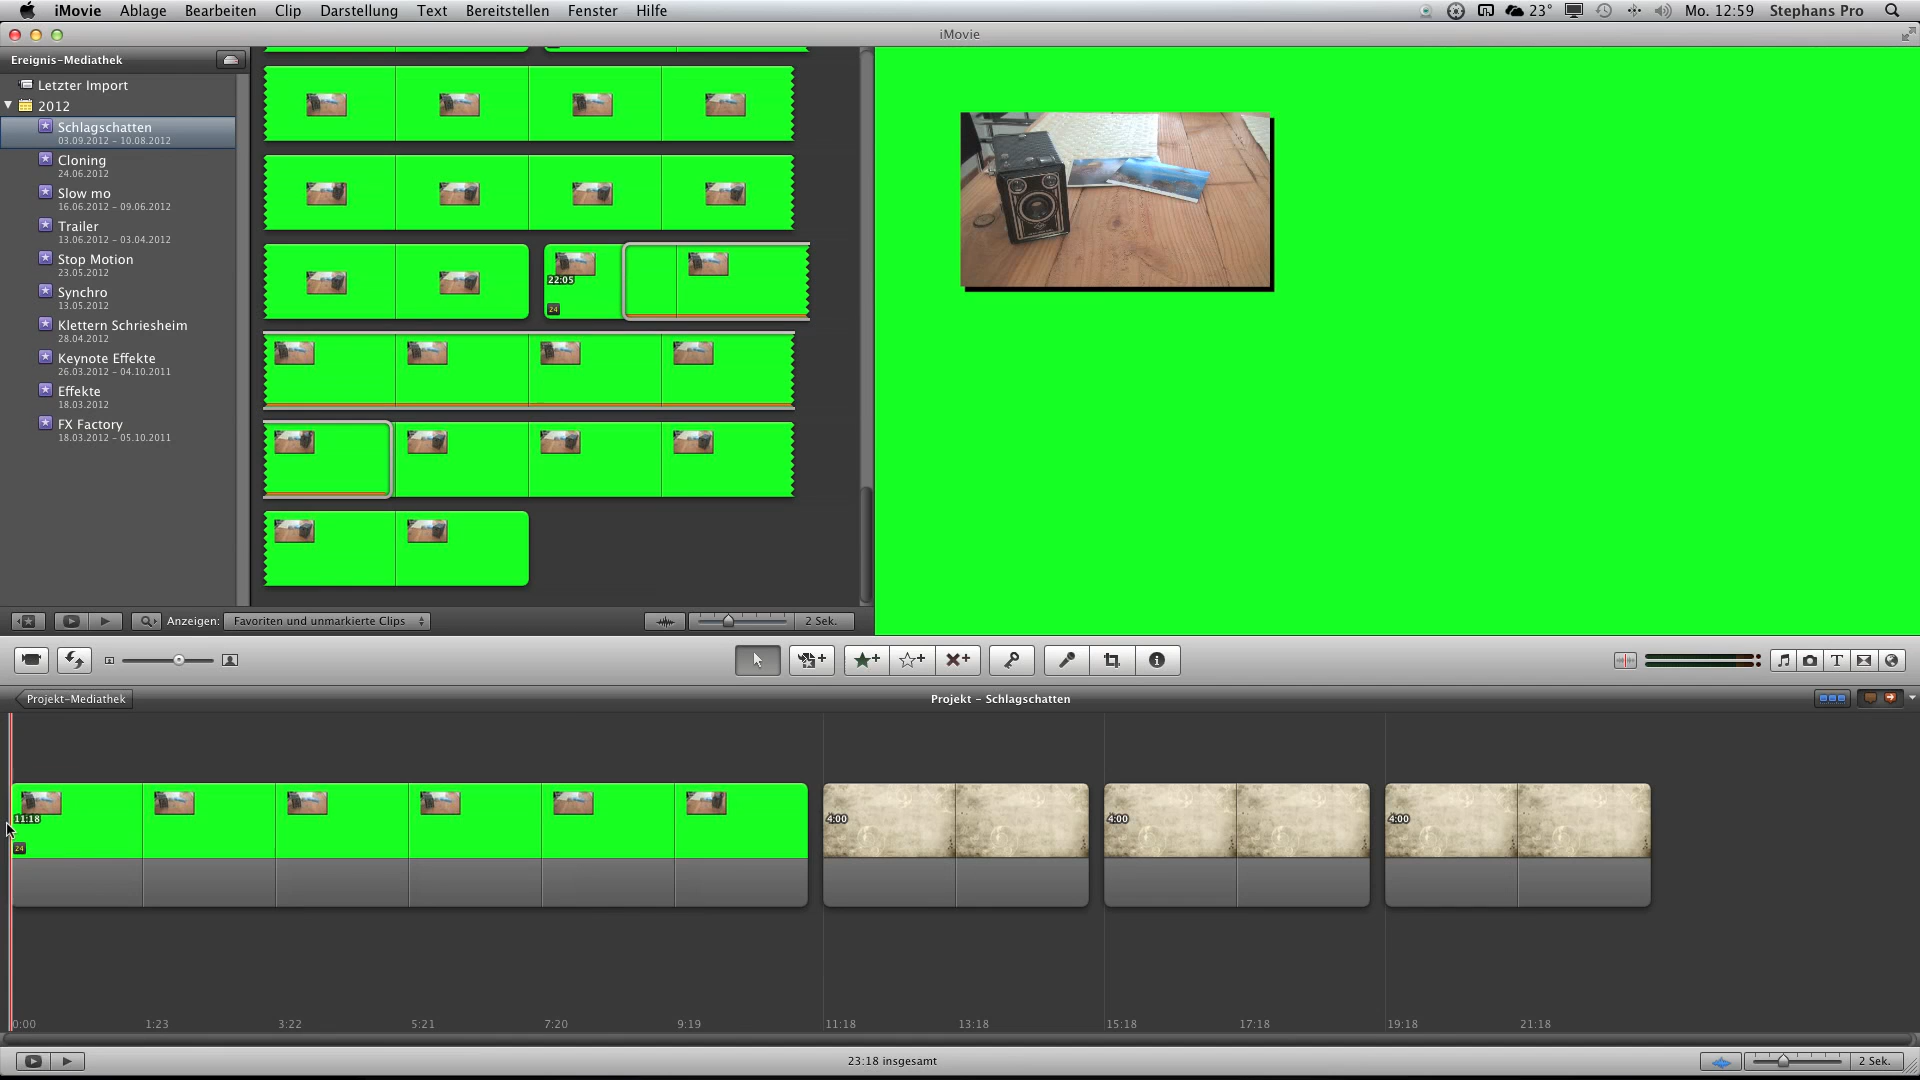 iMovie Ablage Bearbeiten Clip Darstellung Text Bereitstellen Fenster Hilfe 23° Mo. 12:59 Stephans Pro
iMovie
Ereignis-Mediathek
Letzter Import
2012
Schlagschatten
03.09.2012 – 10.08.2012
Cloning
24.06.2012
Slow mo
16.06.2012 – 09.06.2012
Trailer
13.06.2012 – 03.04.2012
Stop Motion
23.05.2012
Synchro
13.05.2012
Klettern Schriesheim
28.04.2012
Keynote Effekte
26.03.2012 – 04.10.2011
Effekte
18.03.2012
FX Factory
18.03.2012 – 05.10.2011
22:05
24
Anzeigen: Favoriten und unmarkierte Clips 2 Sek.
T
Projekt-Mediathek Projekt – Schlagschatten
11:18 4:00 4:00 4:00
24
0:00 1:23 3:22 5:21 7:20 9:19 11:18 13:18 15:18 17:18 19:18 21:18
23:18 insgesamt 2 Sek.